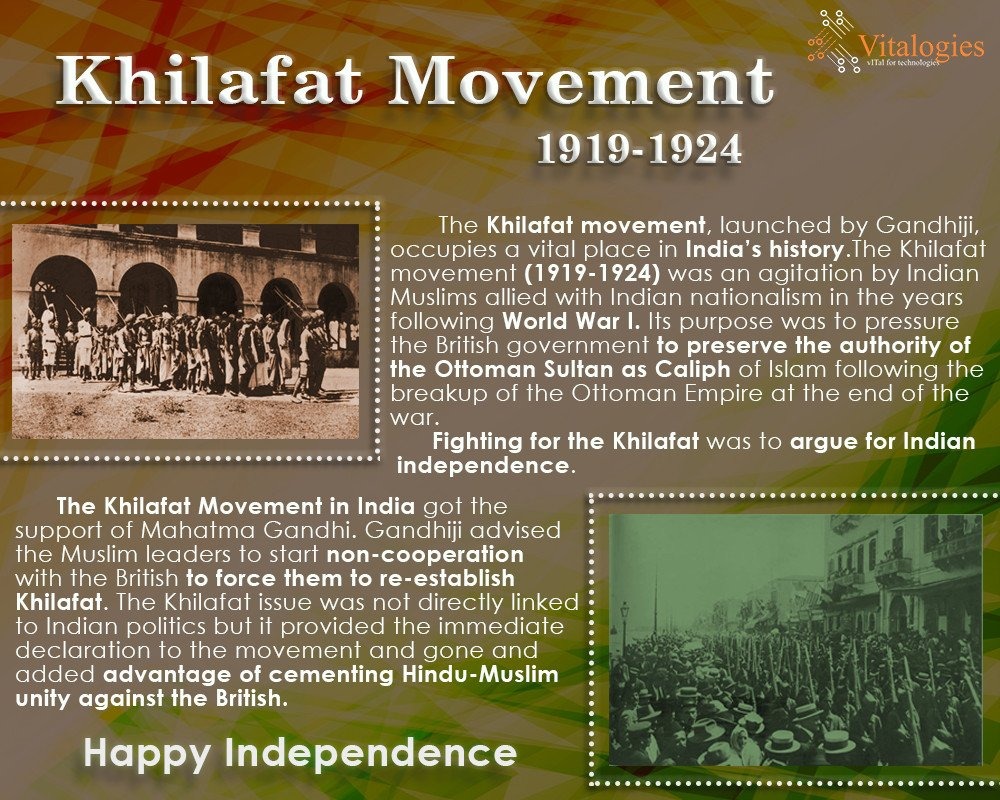 Vitalogies
vITal for technologies
Khilafat Movement
1919-1924
The Khilafat movement, launched by Gandhiji,
occupies a vital place in India's history.The Khilafat
movement (1919-1924) was an agitation by Indian
Muslims allied with Indian nationalism in the years
following World War I. Its purpose was to pressure
the British government to preserve the authority of
the Ottoman Sultan as Caliph of Islam following the
breakup of the Ottoman Empire at the end of the
war.
Fighting for the Khilafat was to argue for Indian
independence.
The Khilafat Movement in India got the
support of Mahatma Gandhi. Gandhiji advised
the Muslim leaders to start non-cooperation
with the British to force them to re-establish
Khilafat. The Khilafat issue was not directly linked
to Indian politics but it provided the immediate
declaration to the movement and gone and
added advantage of cementing Hindu-Muslim
unity against the British.
Happy Independence